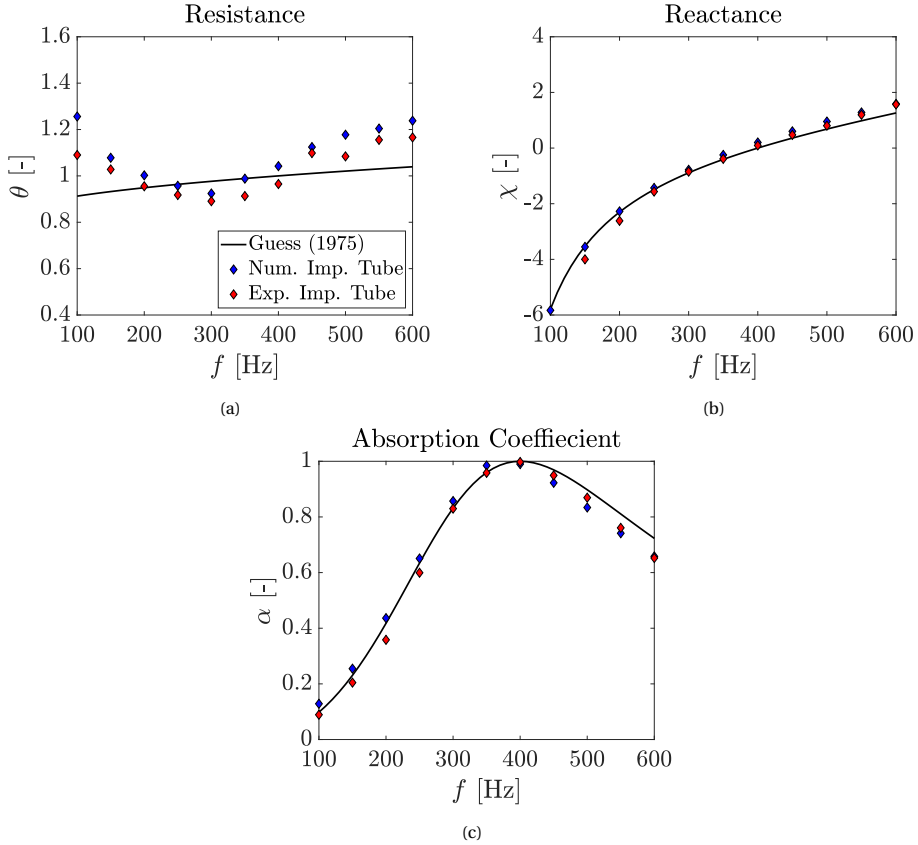 Resistance
1.6
1.4
1.2
1
0.8
0.6
0.4
θ [-]
Guess (1975)
Num. Imp. Tube
Exp. Imp. Tube
100 200 300 400 500 600
f [Hz]
(a)
Reactance
4
2
0
-2
-4
-6
χ [-]
100 200 300 400 500 600
f [Hz]
(b)
Absorption Coeffiecient
1
0.8
0.6
0.4
0.2
0
α [-]
100 200 300 400 500 600
f [Hz]
(c)